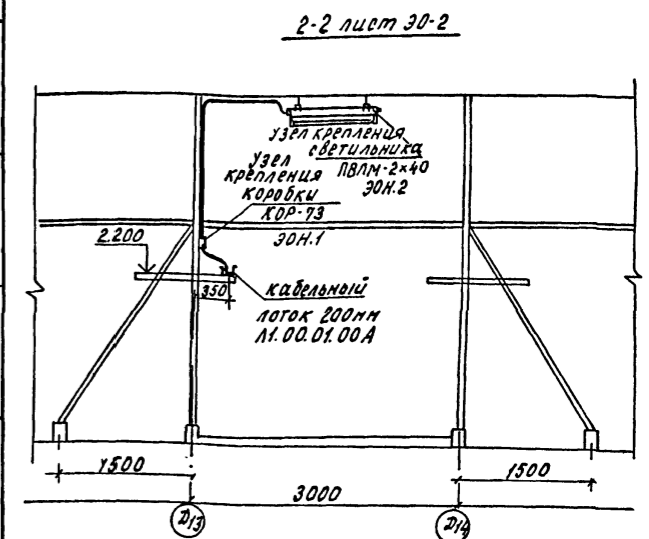 2-2 лист ЭО-2
узел крепления
светильника
ПВЛМ-2×40
ЭОН.2
узел
крепления
коробки
КОР-73
ЭОН.1
2.200
350
кабельный
лоток 200мм
Л1.00.01.00А
1500
3000
1500
Д13
Д14